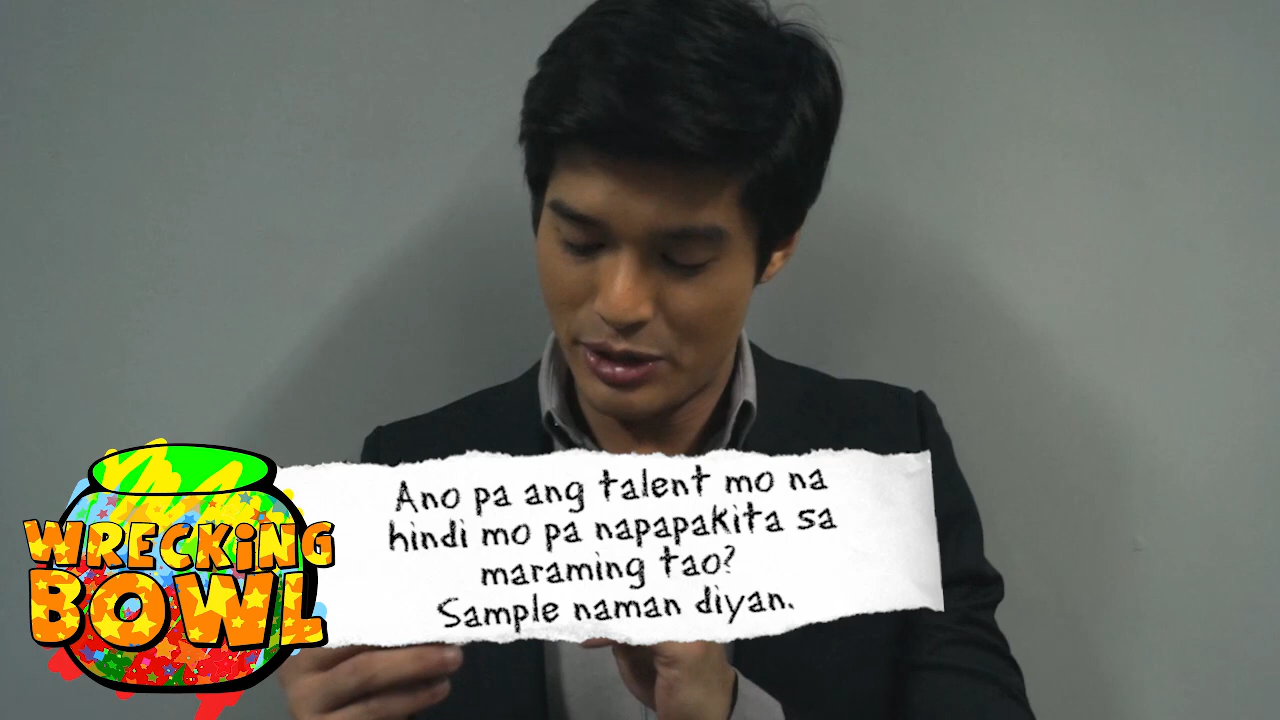 Ano pa ang talent mo na
hindi mo pa napapakita sa
maraming tao?
Sample naman diyan.
WRECKiNG
BOWL